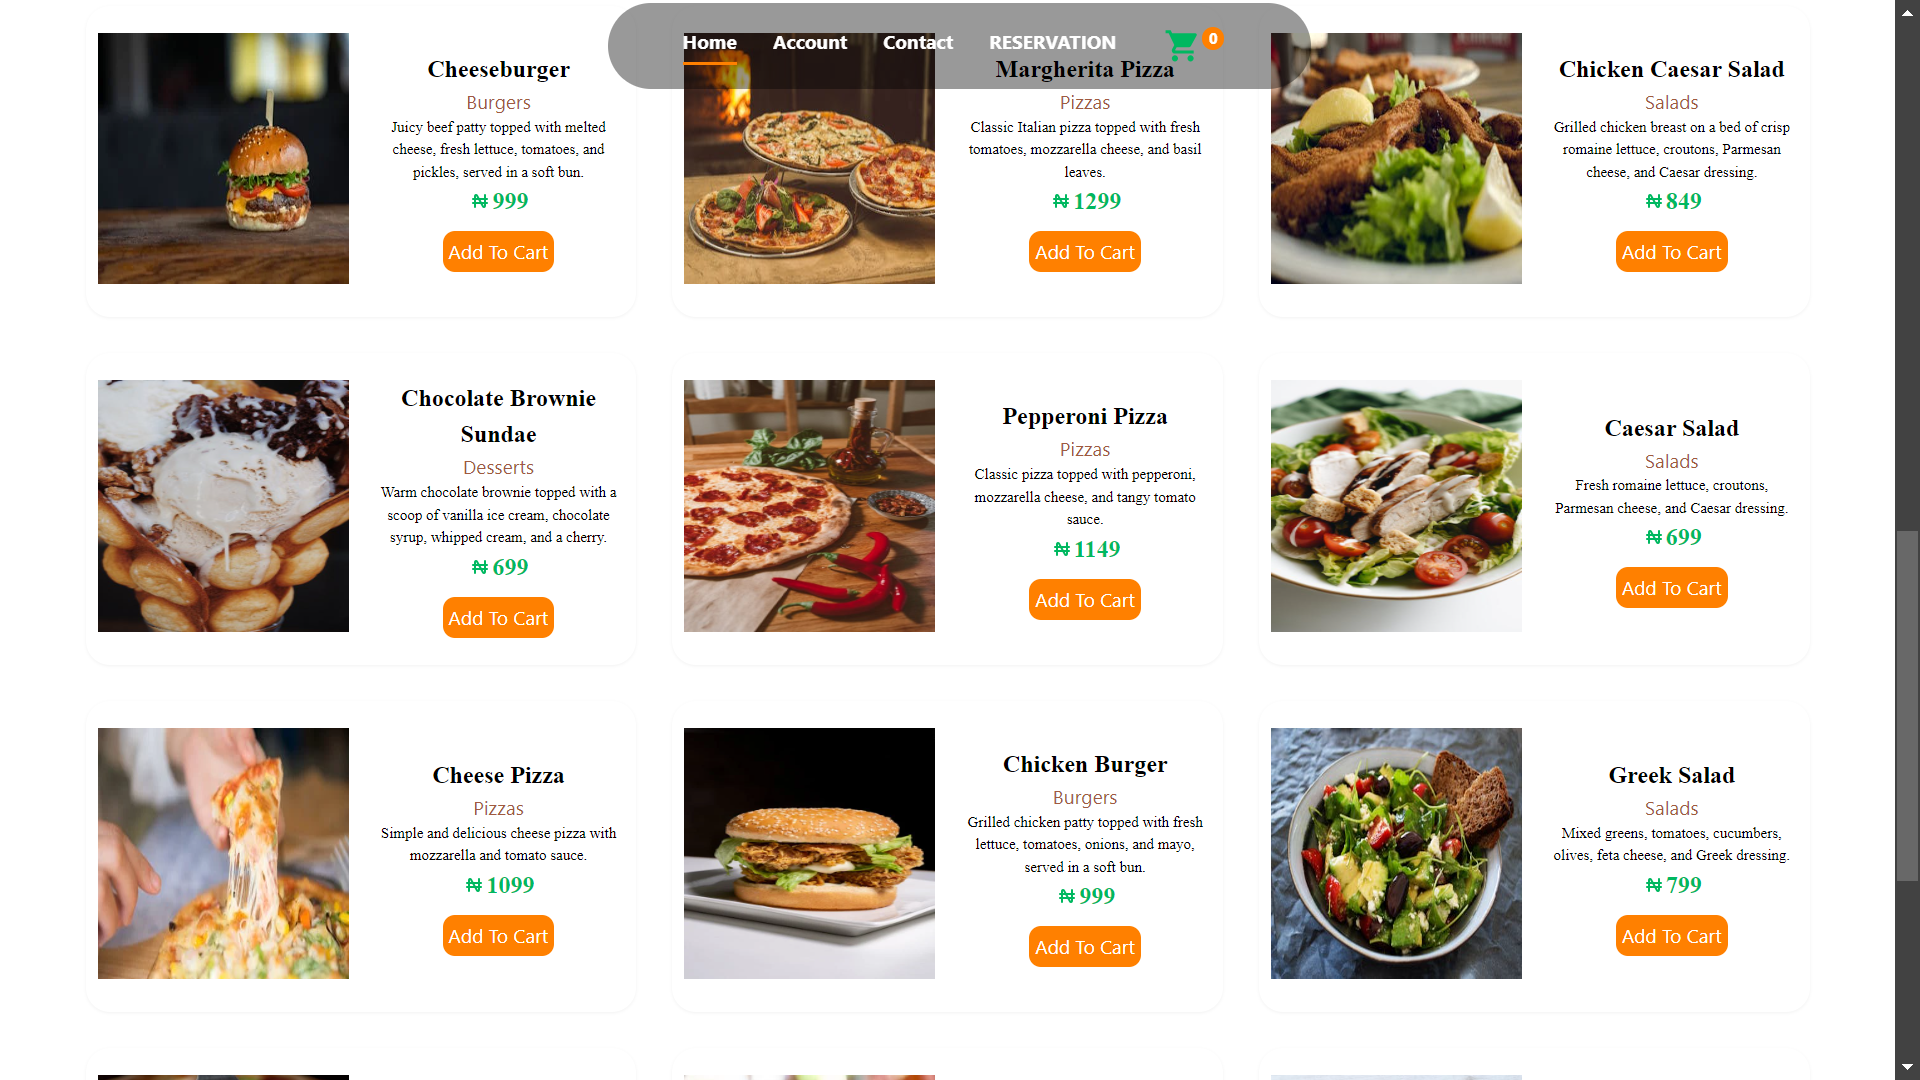 Home
Account
Contact
RESERVATION
0
Cheeseburger
Burgers
Juicy beef patty topped with melted
cheese, fresh lettuce, tomatoes, and
pickles, served in a soft bun.
₦ 999
Add To Cart
Margherita Pizza
Pizzas
Classic Italian pizza topped with fresh
tomatoes, mozzarella cheese, and basil
leaves.
₦ 1299
Add To Cart
Chicken Caesar Salad
Salads
Grilled chicken breast on a bed of crisp
romaine lettuce, croutons, Parmesan
cheese, and Caesar dressing.
₦ 849
Add To Cart
Chocolate Brownie
Sundae
Desserts
Warm chocolate brownie topped with a
scoop of vanilla ice cream, chocolate
syrup, whipped cream, and a cherry.
₦ 699
Add To Cart
Pepperoni Pizza
Pizzas
Classic pizza topped with pepperoni,
mozzarella cheese, and tangy tomato
sauce.
₦ 1149
Add To Cart
Caesar Salad
Salads
Fresh romaine lettuce, croutons,
Parmesan cheese, and Caesar dressing.
₦ 699
Add To Cart
Cheese Pizza
Pizzas
Simple and delicious cheese pizza with
mozzarella and tomato sauce.
₦ 1099
Add To Cart
Chicken Burger
Burgers
Grilled chicken patty topped with fresh
lettuce, tomatoes, onions, and mayo,
served in a soft bun.
₦ 999
Add To Cart
Greek Salad
Salads
Mixed greens, tomatoes, cucumbers,
olives, feta cheese, and Greek dressing.
₦ 799
Add To Cart